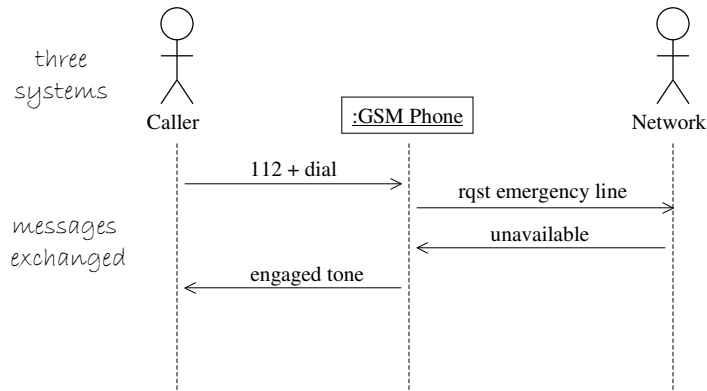 three
systems
Caller
:GSM Phone
Network
112 + dial
rqst emergency line
messages
exchanged
unavailable
engaged tone